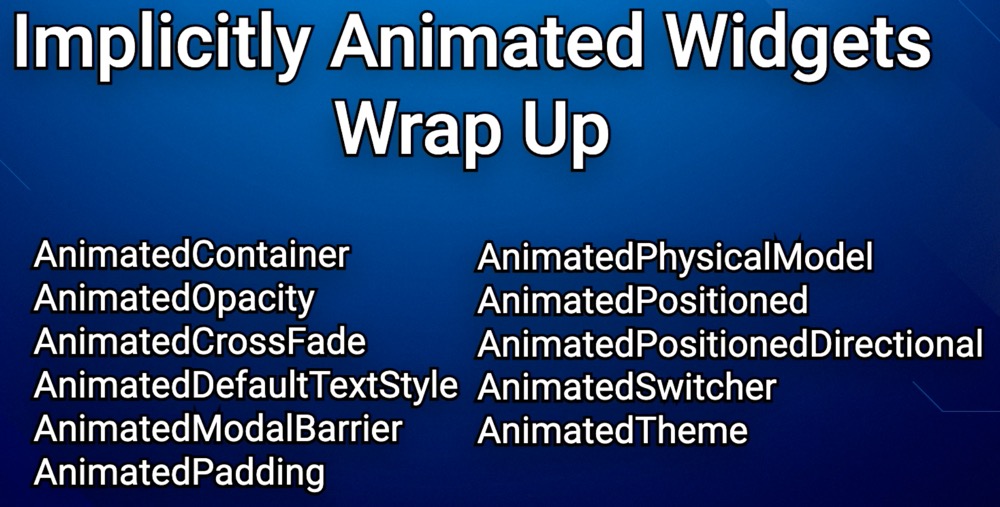 Implicitly Animated Widgets
Wrap Up
AnimatedContainer
AnimatedOpacity
AnimatedCrossFade
AnimatedDefaultTextStyle
AnimatedModalBarrier
AnimatedPadding
AnimatedPhysicalModel
AnimatedPositioned
AnimatedPositionedDirectional
AnimatedSwitcher
AnimatedTheme